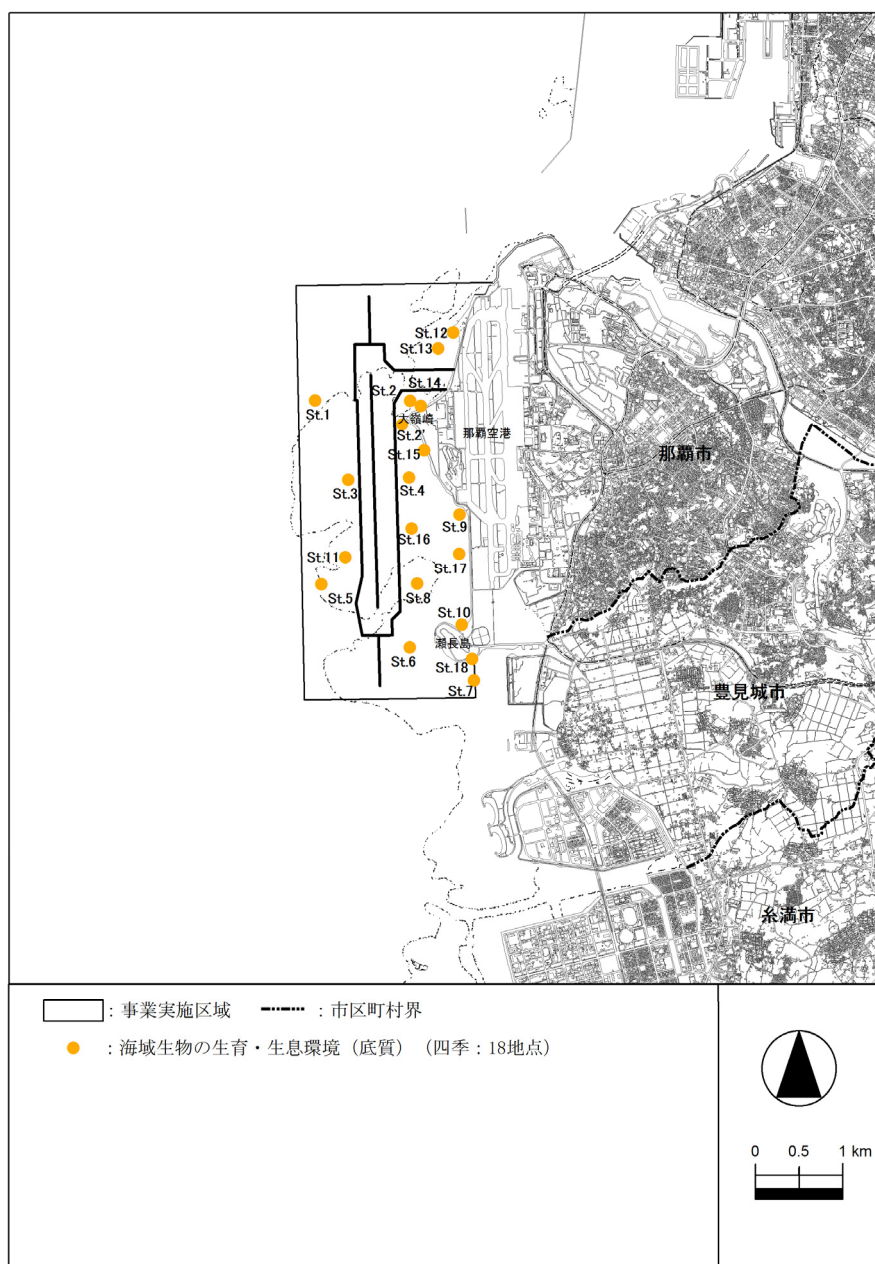 St.12
St.13
St.2
St.14
St.1
大嶺崎
St.2'
那覇空港
那覇市
St.15
St.3
St.4
St.9
St.16
St.11
St.17
St.5
St.8
St.10
瀬長島
St.6
St.18
St.7
豊見城市
糸満市
：事業実施区域 ：市区町村界
：海域生物の生育・生息環境（底質）（四季：18地点）
0 0.5 1 km